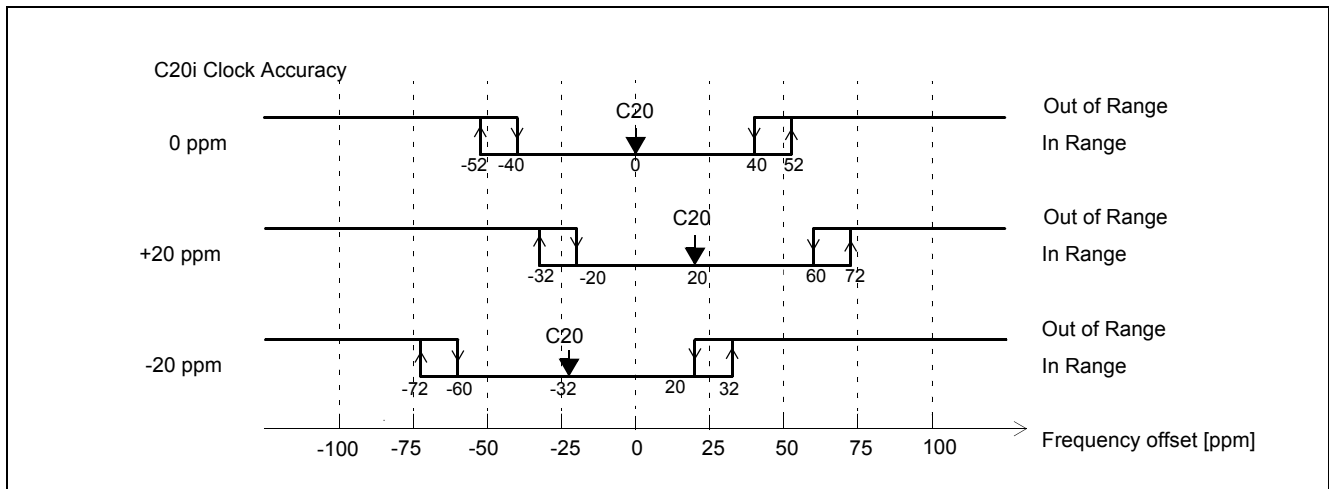 C20i Clock Accuracy
C20
Out of Range
0 ppm
In Range
-52 -40 0 40 52
C20
Out of Range
+20 ppm
In Range
-32 -20 20 60 72
C20
Out of Range
-20 ppm
In Range
-72 -60 -32 20 32
-100 -75 -50 -25 0 25 50 75 100 Frequency offset [ppm]